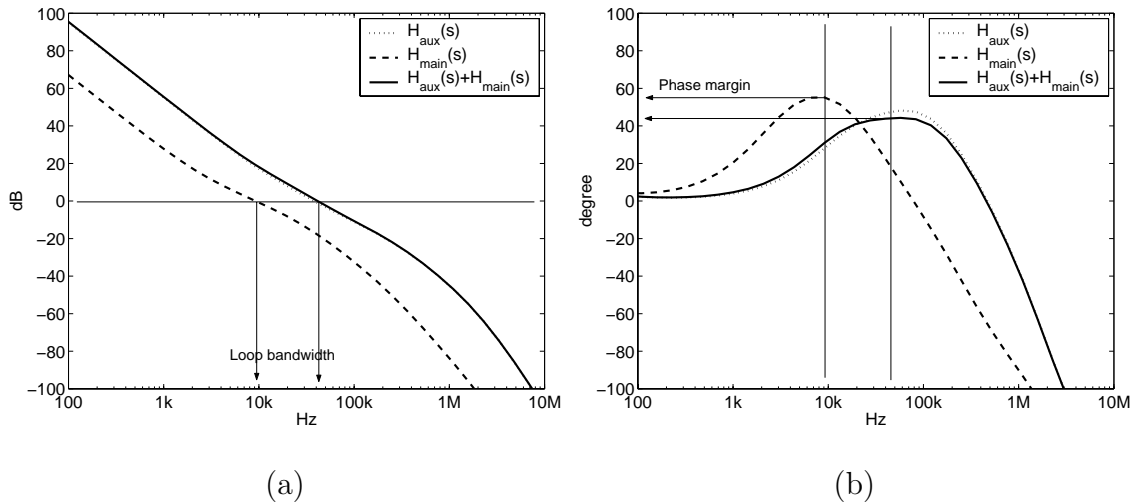 100
80
60
40
20
0
−20
−40
−60
−80
−100
dB
H_aux(s)
H_main(s)
H_aux(s)+H_main(s)
Loop bandwidth
100
1k
10k
100k
1M
10M
Hz
(a)
100
80
60
40
20
0
−20
−40
−60
−80
−100
degree
H_aux(s)
H_main(s)
H_aux(s)+H_main(s)
Phase margin
100
1k
10k
100k
1M
10M
Hz
(b)